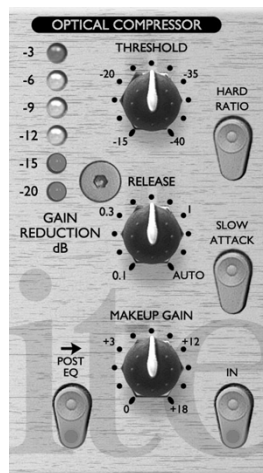 OPTICAL COMPRESSOR
-3
-6
-9
-12
-15
-20
GAIN
REDUCTION
dB
THRESHOLD
-20
-35
-15
-40
HARD
RATIO
RELEASE
0.3
1
0.1
AUTO
SLOW
ATTACK
MAKEUP GAIN
+3
+12
0
+18
POST
EQ
IN
ite